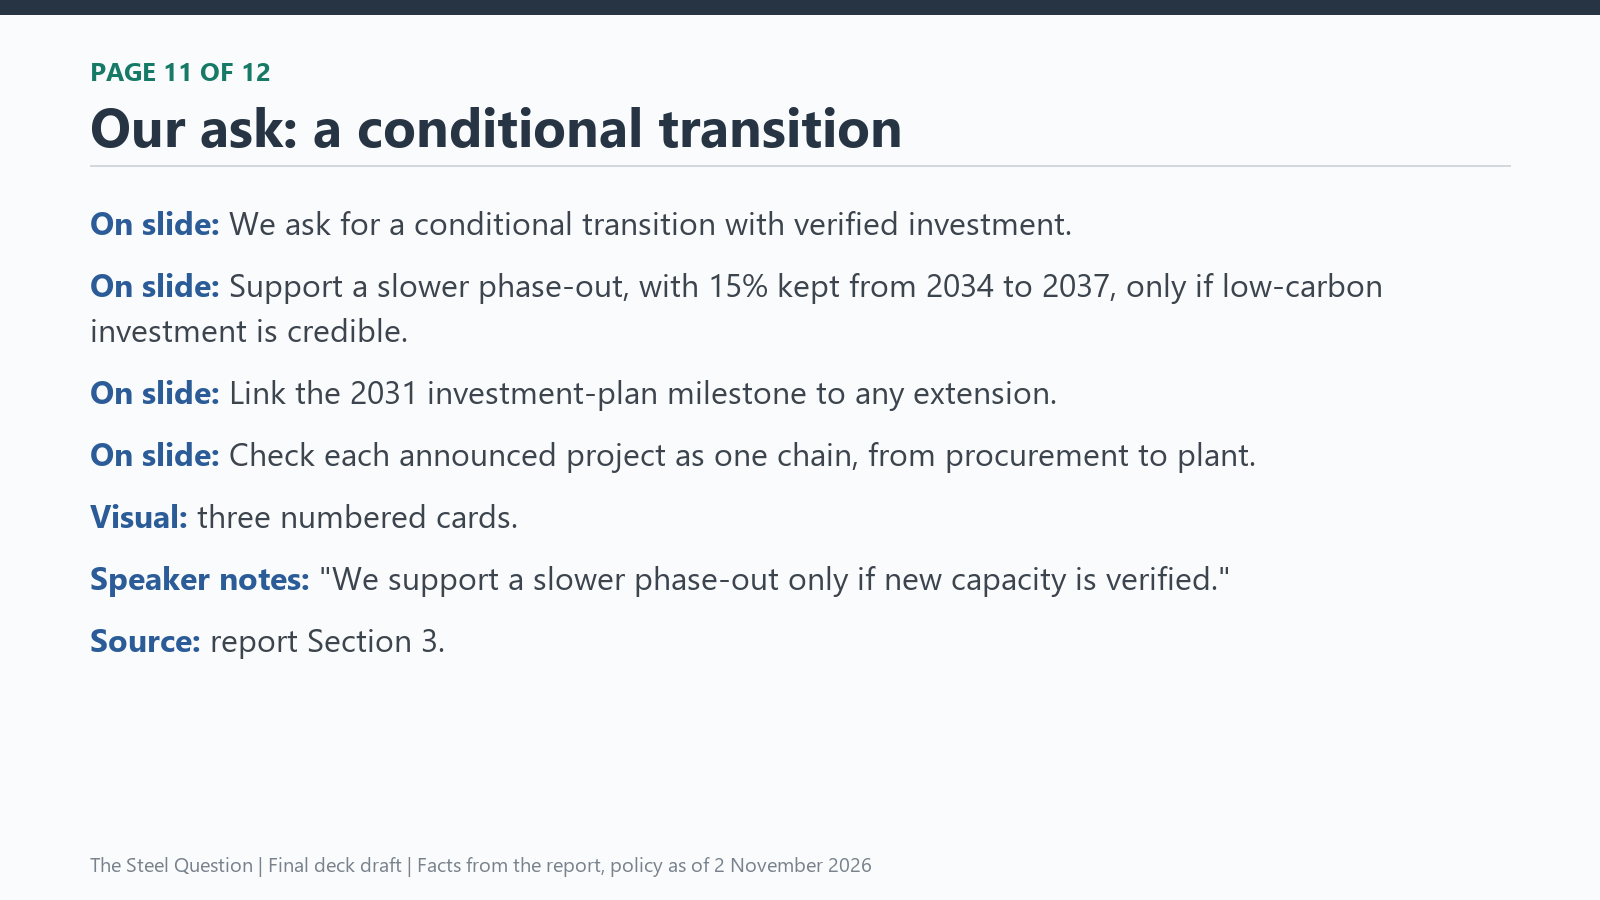 PAGE 11 OF 12
Our ask: a conditional transition
On slide: We ask for a conditional transition with verified investment.
On slide: Support a slower phase-out, with 15% kept from 2034 to 2037, only if low-carbon
investment is credible.
On slide: Link the 2031 investment-plan milestone to any extension.
On slide: Check each announced project as one chain, from procurement to plant.
Visual: three numbered cards.
Speaker notes: "We support a slower phase-out only if new capacity is verified."
Source: report Section 3.
The Steel Question | Final deck draft | Facts from the report, policy as of 2 November 2026